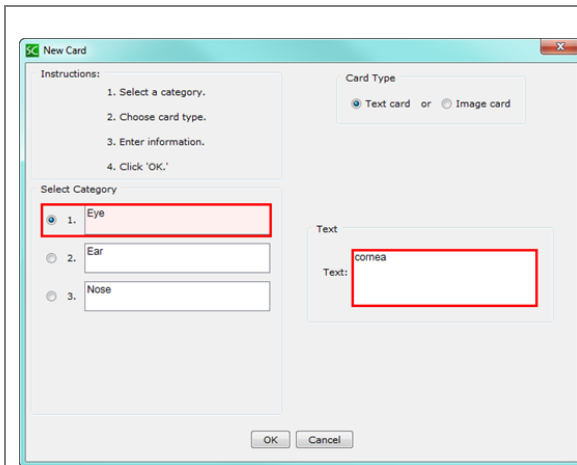 SC New Card
Instructions:
1. Select a category.
2. Choose card type.
3. Enter information.
4. Click 'OK.'
Card Type
Text card or Image card
Select Category
1. Eye
2. Ear
3. Nose
Text
Text: cornea
OK Cancel